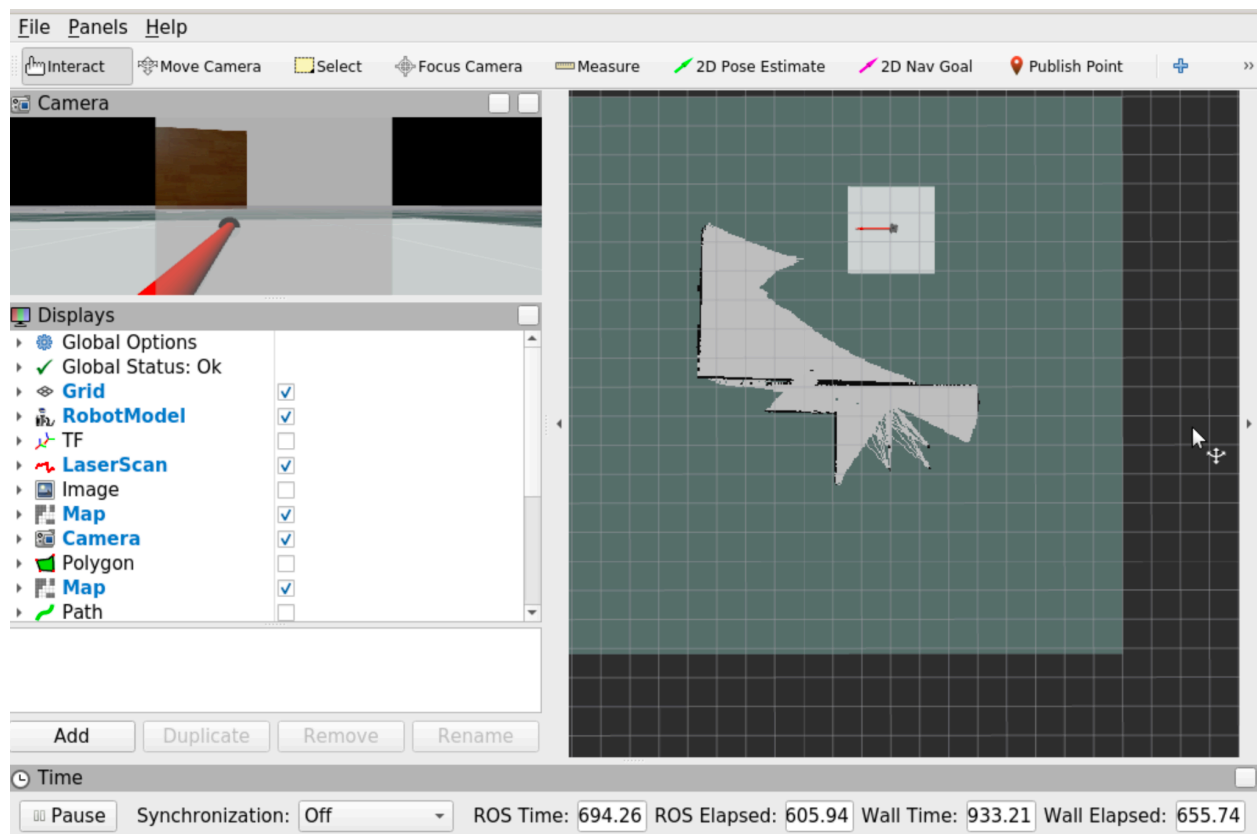 File Panels Help
Interact Move Camera Select Focus Camera Measure 2D Pose Estimate 2D Nav Goal Publish Point »
Camera
Displays
Global Options
Global Status: Ok
Grid
RobotModel
TF
LaserScan
Image
Map
Camera
Polygon
Map
Path
Add Duplicate Remove Rename
Time
Pause Synchronization: Off ROS Time: 694.26 ROS Elapsed: 605.94 Wall Time: 933.21 Wall Elapsed: 655.74